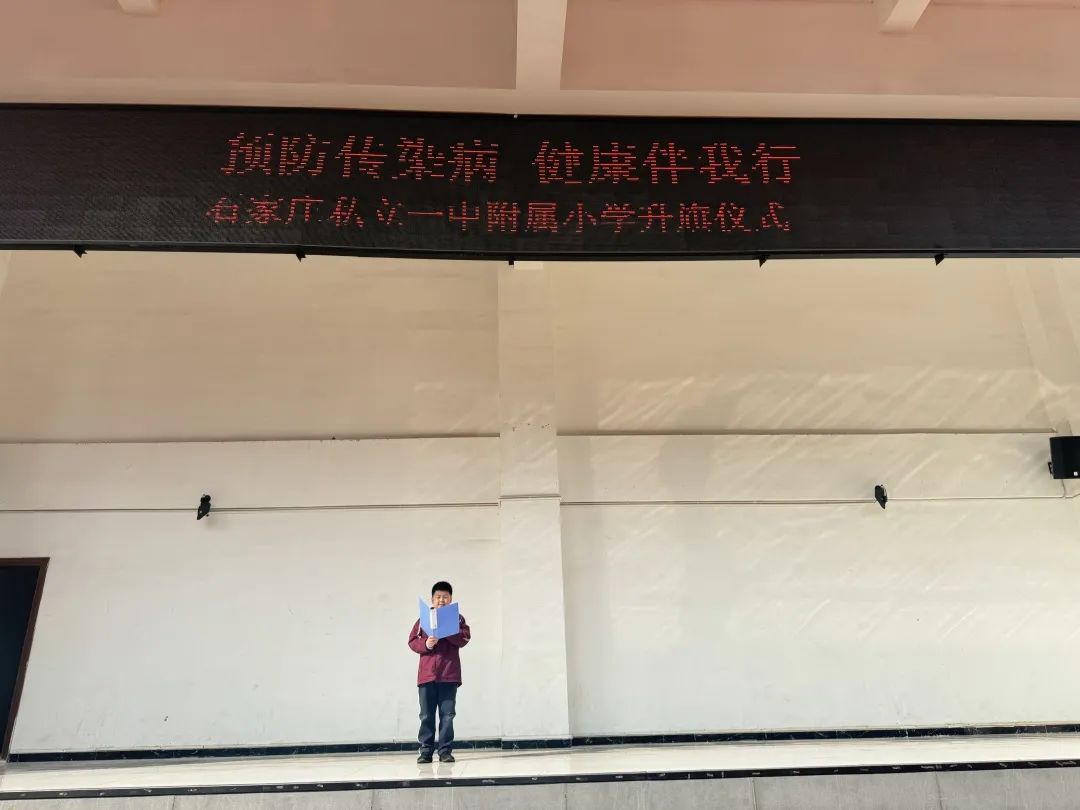 预防传染病 健康伴我行
石家庄私立一中附属小学升旗仪式